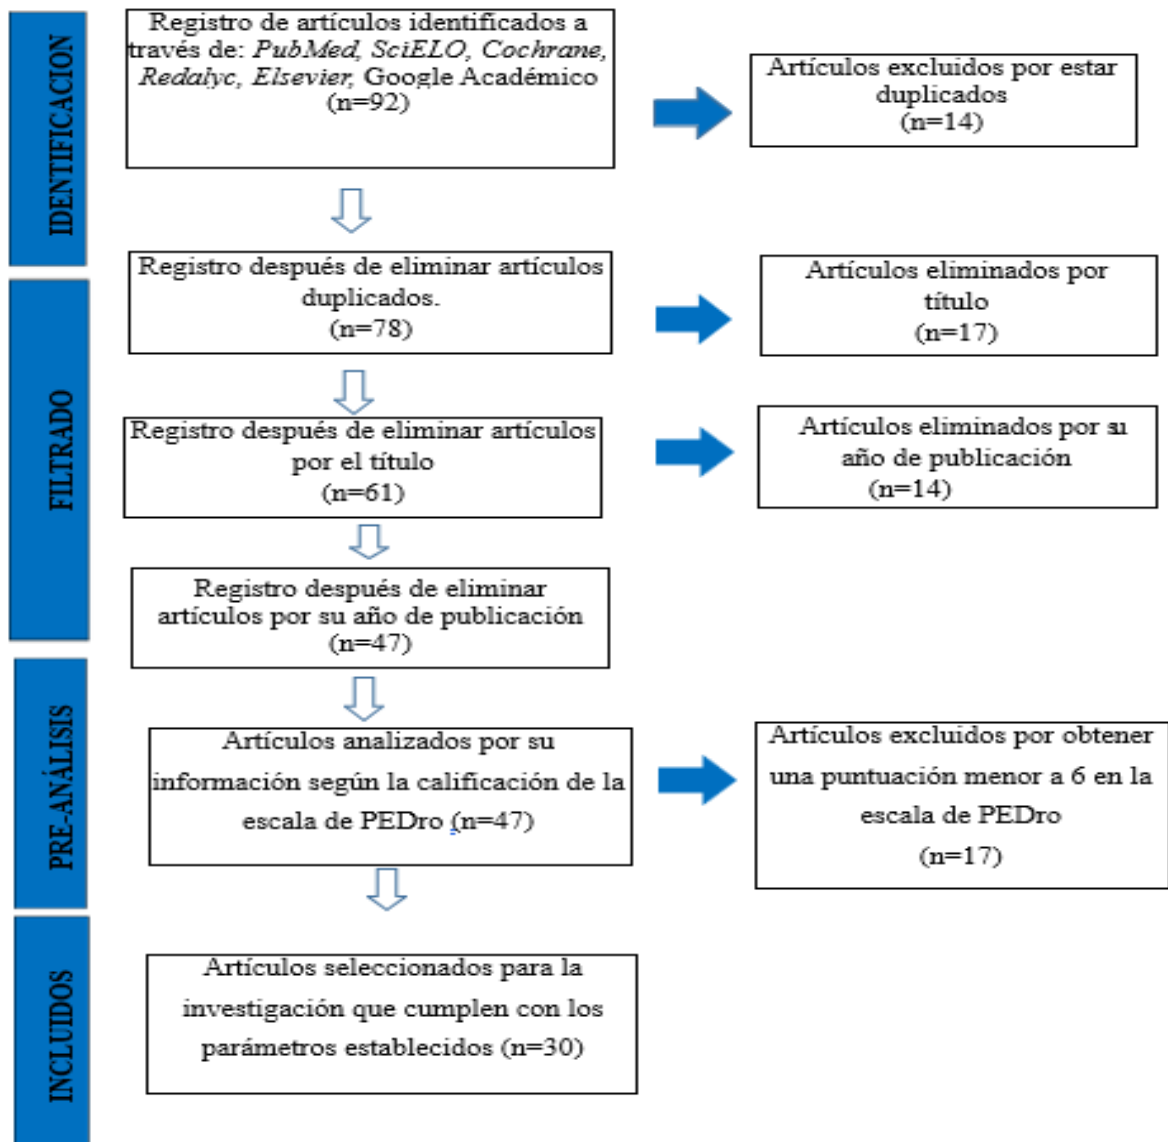 IDENTIFICACION
Registro de artículos identificados a
través de: PubMed, SciELO, Cochrane,
Redalyc, Elsevier, Google Académico
(n=92)
Artículos excluidos por estar
duplicados
(n=14)
FILTRADO
Registro después de eliminar artículos
duplicados.
(n=78)
Artículos eliminados por
título
(n=17)
Registro después de eliminar artículos
por el título
(n=61)
Artículos eliminados por su
año de publicación
(n=14)
Registro después de eliminar
artículos por su año de publicación
(n=47)
PRE-ANÁLISIS
Artículos analizados por su
información según la calificación de la
escala de PEDro (n=47)
Artículos excluidos por obtener
una puntuación menor a 6 en la
escala de PEDro
(n=17)
INCLUIDOS
Artículos seleccionados para la
investigación que cumplen con los
parámetros establecidos (n=30)